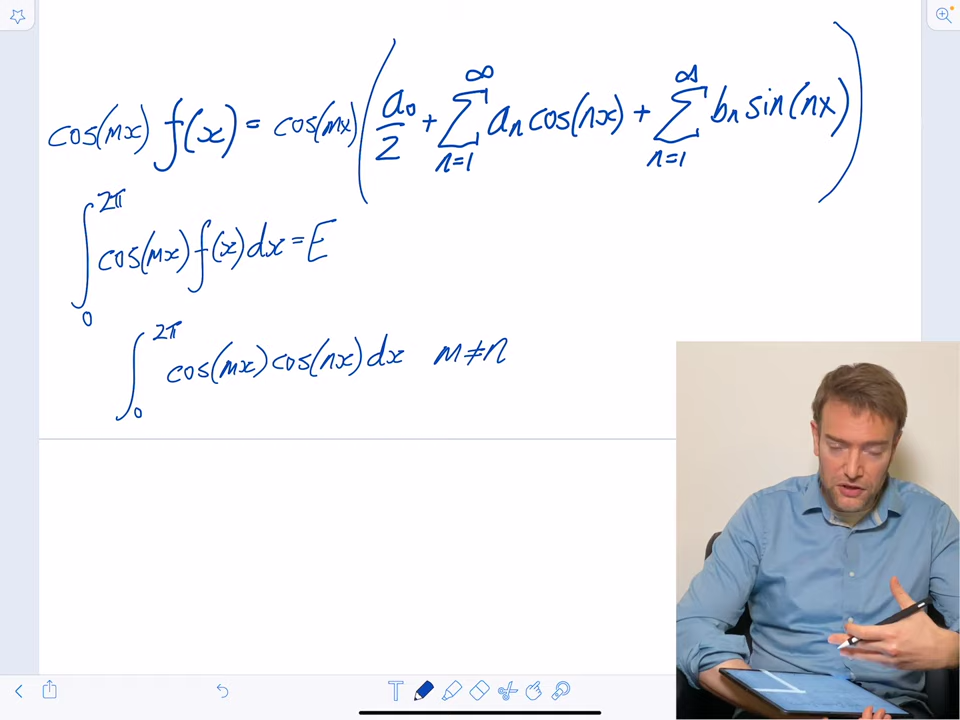 cos(mx) f(x) = cos(mx) ( a₀/2 + ∑_{n=1}^{∞} aₙ cos(nx) + ∑_{n=1}^{∞} bₙ sin(nx) )
∫_{0}^{2π} cos(mx) f(x) dx = E
∫_{0}^{2π} cos(mx) cos(nx) dx m ≠ n
T